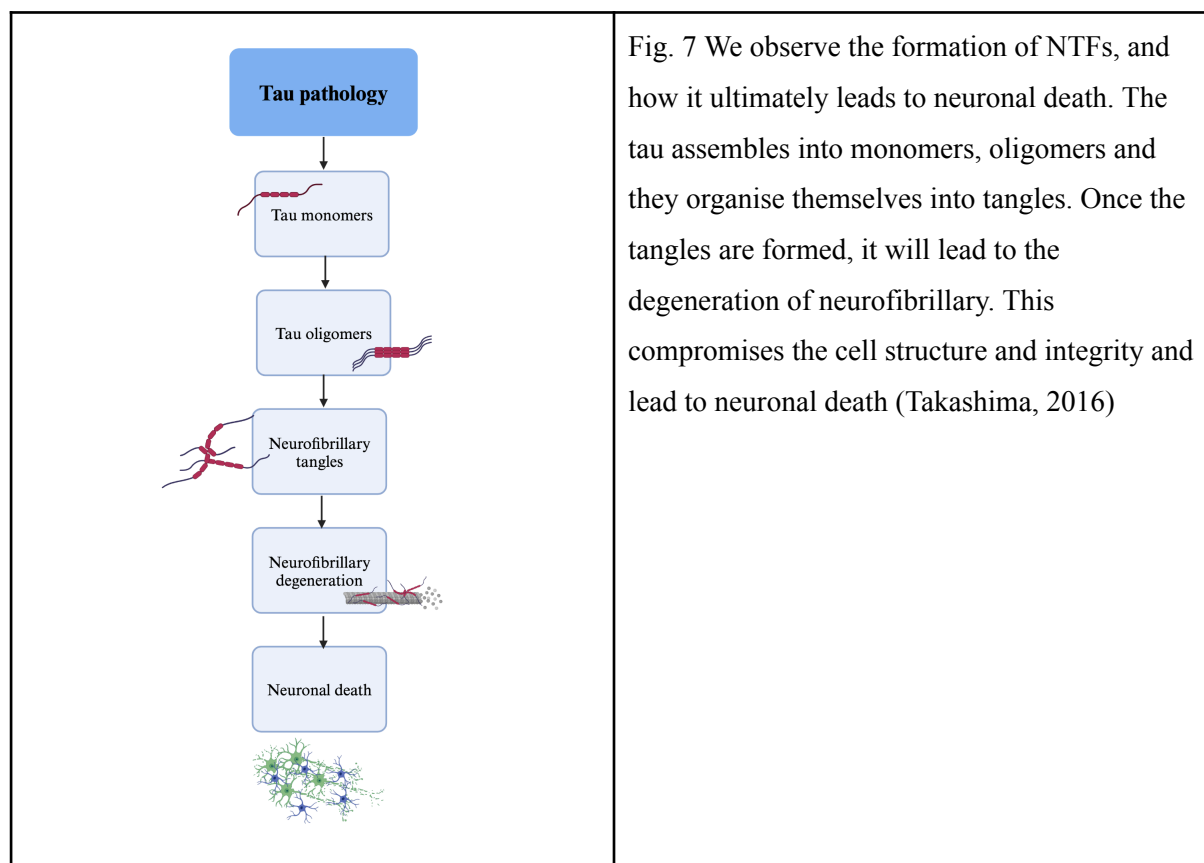 Tau pathology
Tau monomers
Tau oligomers
Neurofibrillary
tangles
Neurofibrillary
degeneration
Neuronal death
Fig. 7 We observe the formation of NTFs, and
how it ultimately leads to neuronal death. The
tau assembles into monomers, oligomers and
they organise themselves into tangles. Once the
tangles are formed, it will lead to the
degeneration of neurofibrillary. This
compromises the cell structure and integrity and
lead to neuronal death (Takashima, 2016)